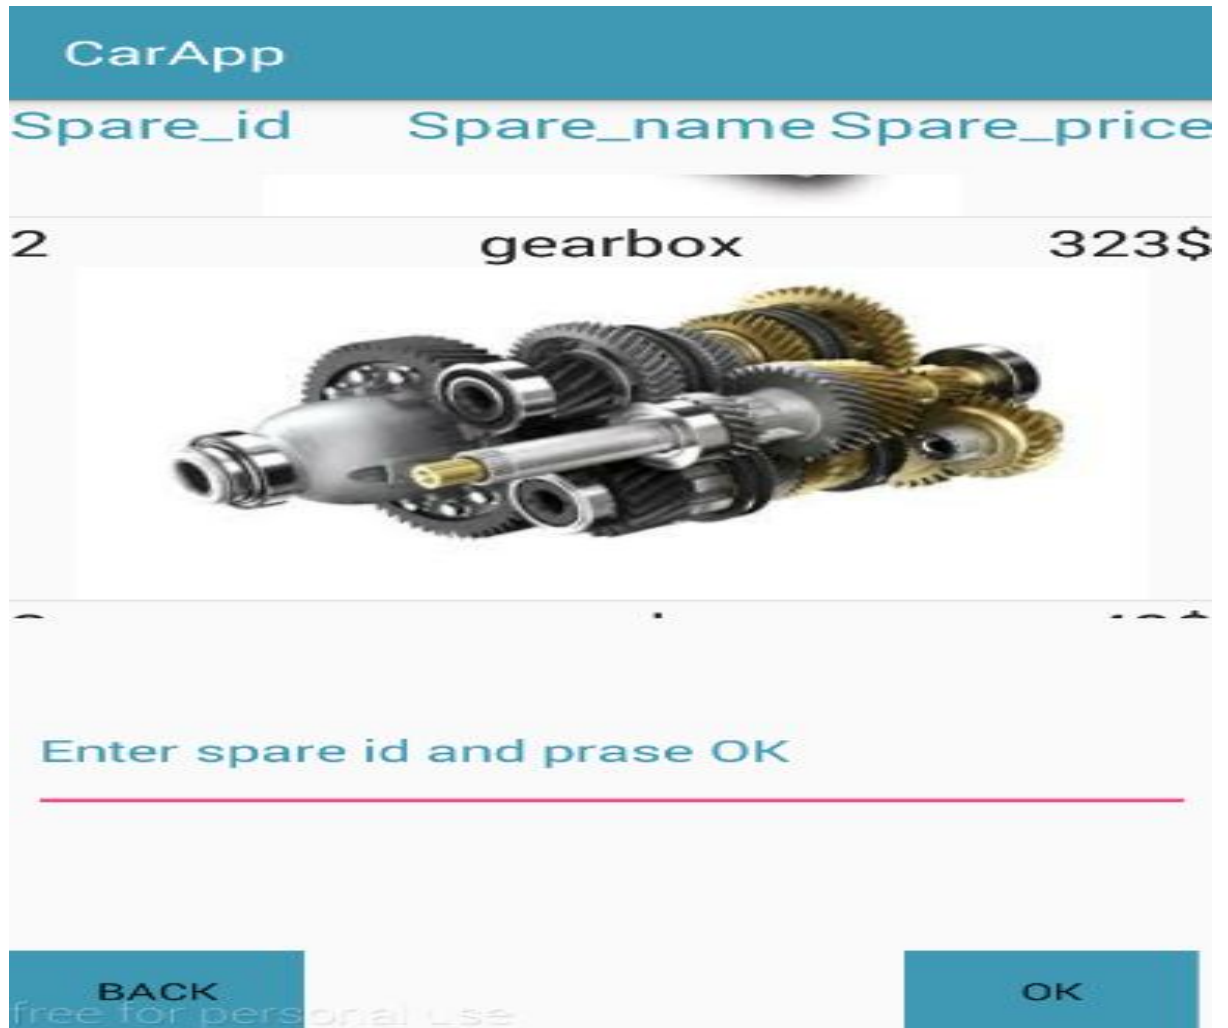 CarApp
Spare_id Spare_name Spare_price
2 gearbox 323$
Enter spare id and prase OK
BACK OK
free for personal use